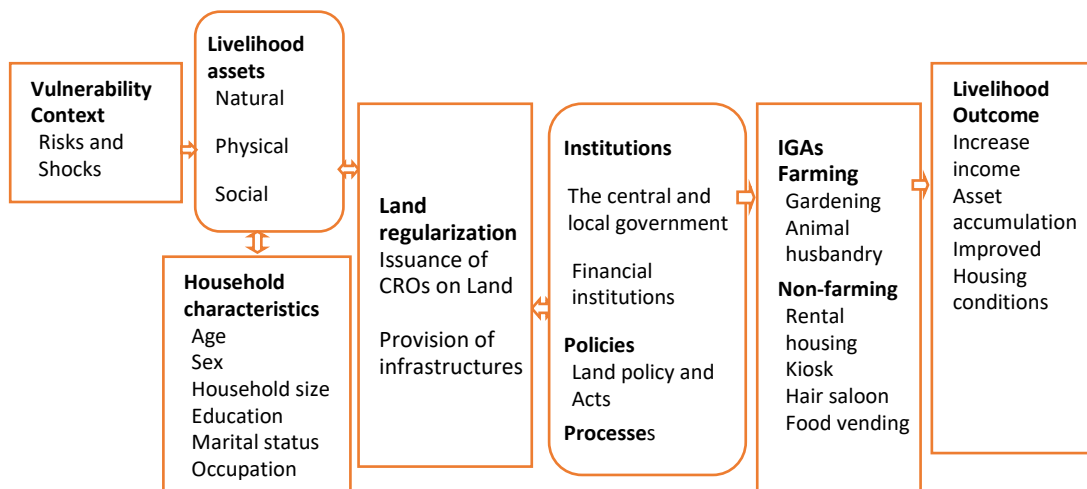 Vulnerability
Context
Risks and
Shocks
Livelihood
assets
Natural
Physical
Social
Household
characteristics
Age
Sex
Household size
Education
Marital status
Occupation
Land
regularization
Issuance of
CROs on Land
Provision of
infrastructures
Institutions
The central and
local government
Financial
institutions
Policies
Land policy and
Acts
Processes
IGAs
Farming
Gardening
Animal
husbandry
Non-farming
Rental
housing
Kiosk
Hair saloon
Food vending
Livelihood
Outcome
Increase
income
Asset
accumulation
Improved
Housing
conditions